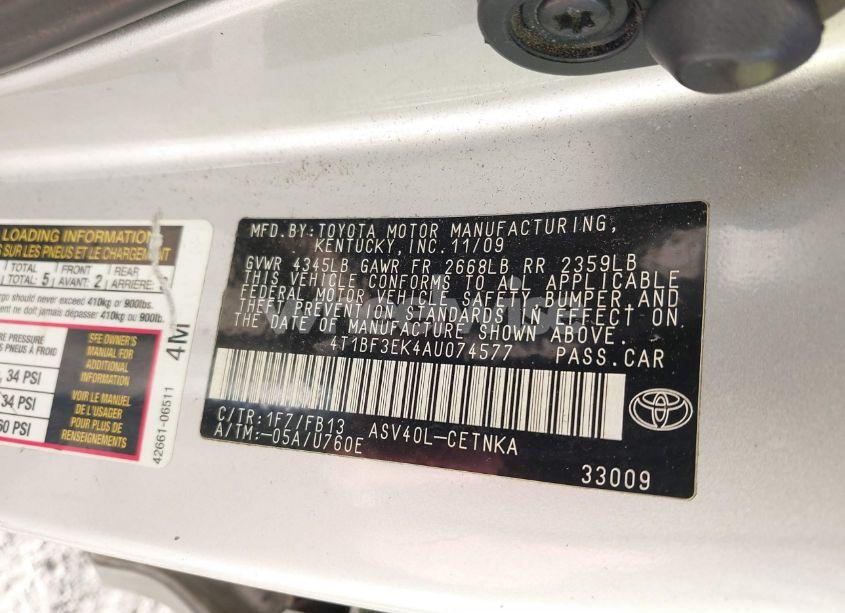 LOADING INFORMATION
SUR LES PNEUS ET LE CHARGEMENT
TOTAL FRONT REAR
TOTAL: 5 AVANT: 2 ARRIÈRE:
cargo should never exceed 410kg or 900lbs.
ne doit jamais dépasser 410kg ou 900lb.
PRESSURE
PNEUS À FROID
, 34 PSI
34 PSI
60 PSI
SEE OWNER'S
MANUAL FOR
ADDITIONAL
INFORMATION
VOIR LE MANUEL
DE L'USAGER
POUR PLUS DE
RENSEIGNEMENTS
4M
42661-06511
MFD.BY:TOYOTA MOTOR MANUFACTURING,
KENTUCKY,INC.11/09
GVWR 4345LB GAWR FR 2668LB RR 2359LB
THIS VEHICLE CONFORMS TO ALL APPLICABLE
FEDERAL MOTOR VEHICLE SAFETY,BUMPER,AND
THEFT PREVENTION STANDARDS IN EFFECT ON
THE DATE OF MANUFACTURE SHOWN ABOVE.
4T1BF3EK4AU074577 PASS.CAR
C/TR:1F7/FB13
A/TM:-05A/U760E ASV40L-CETNKA
33009